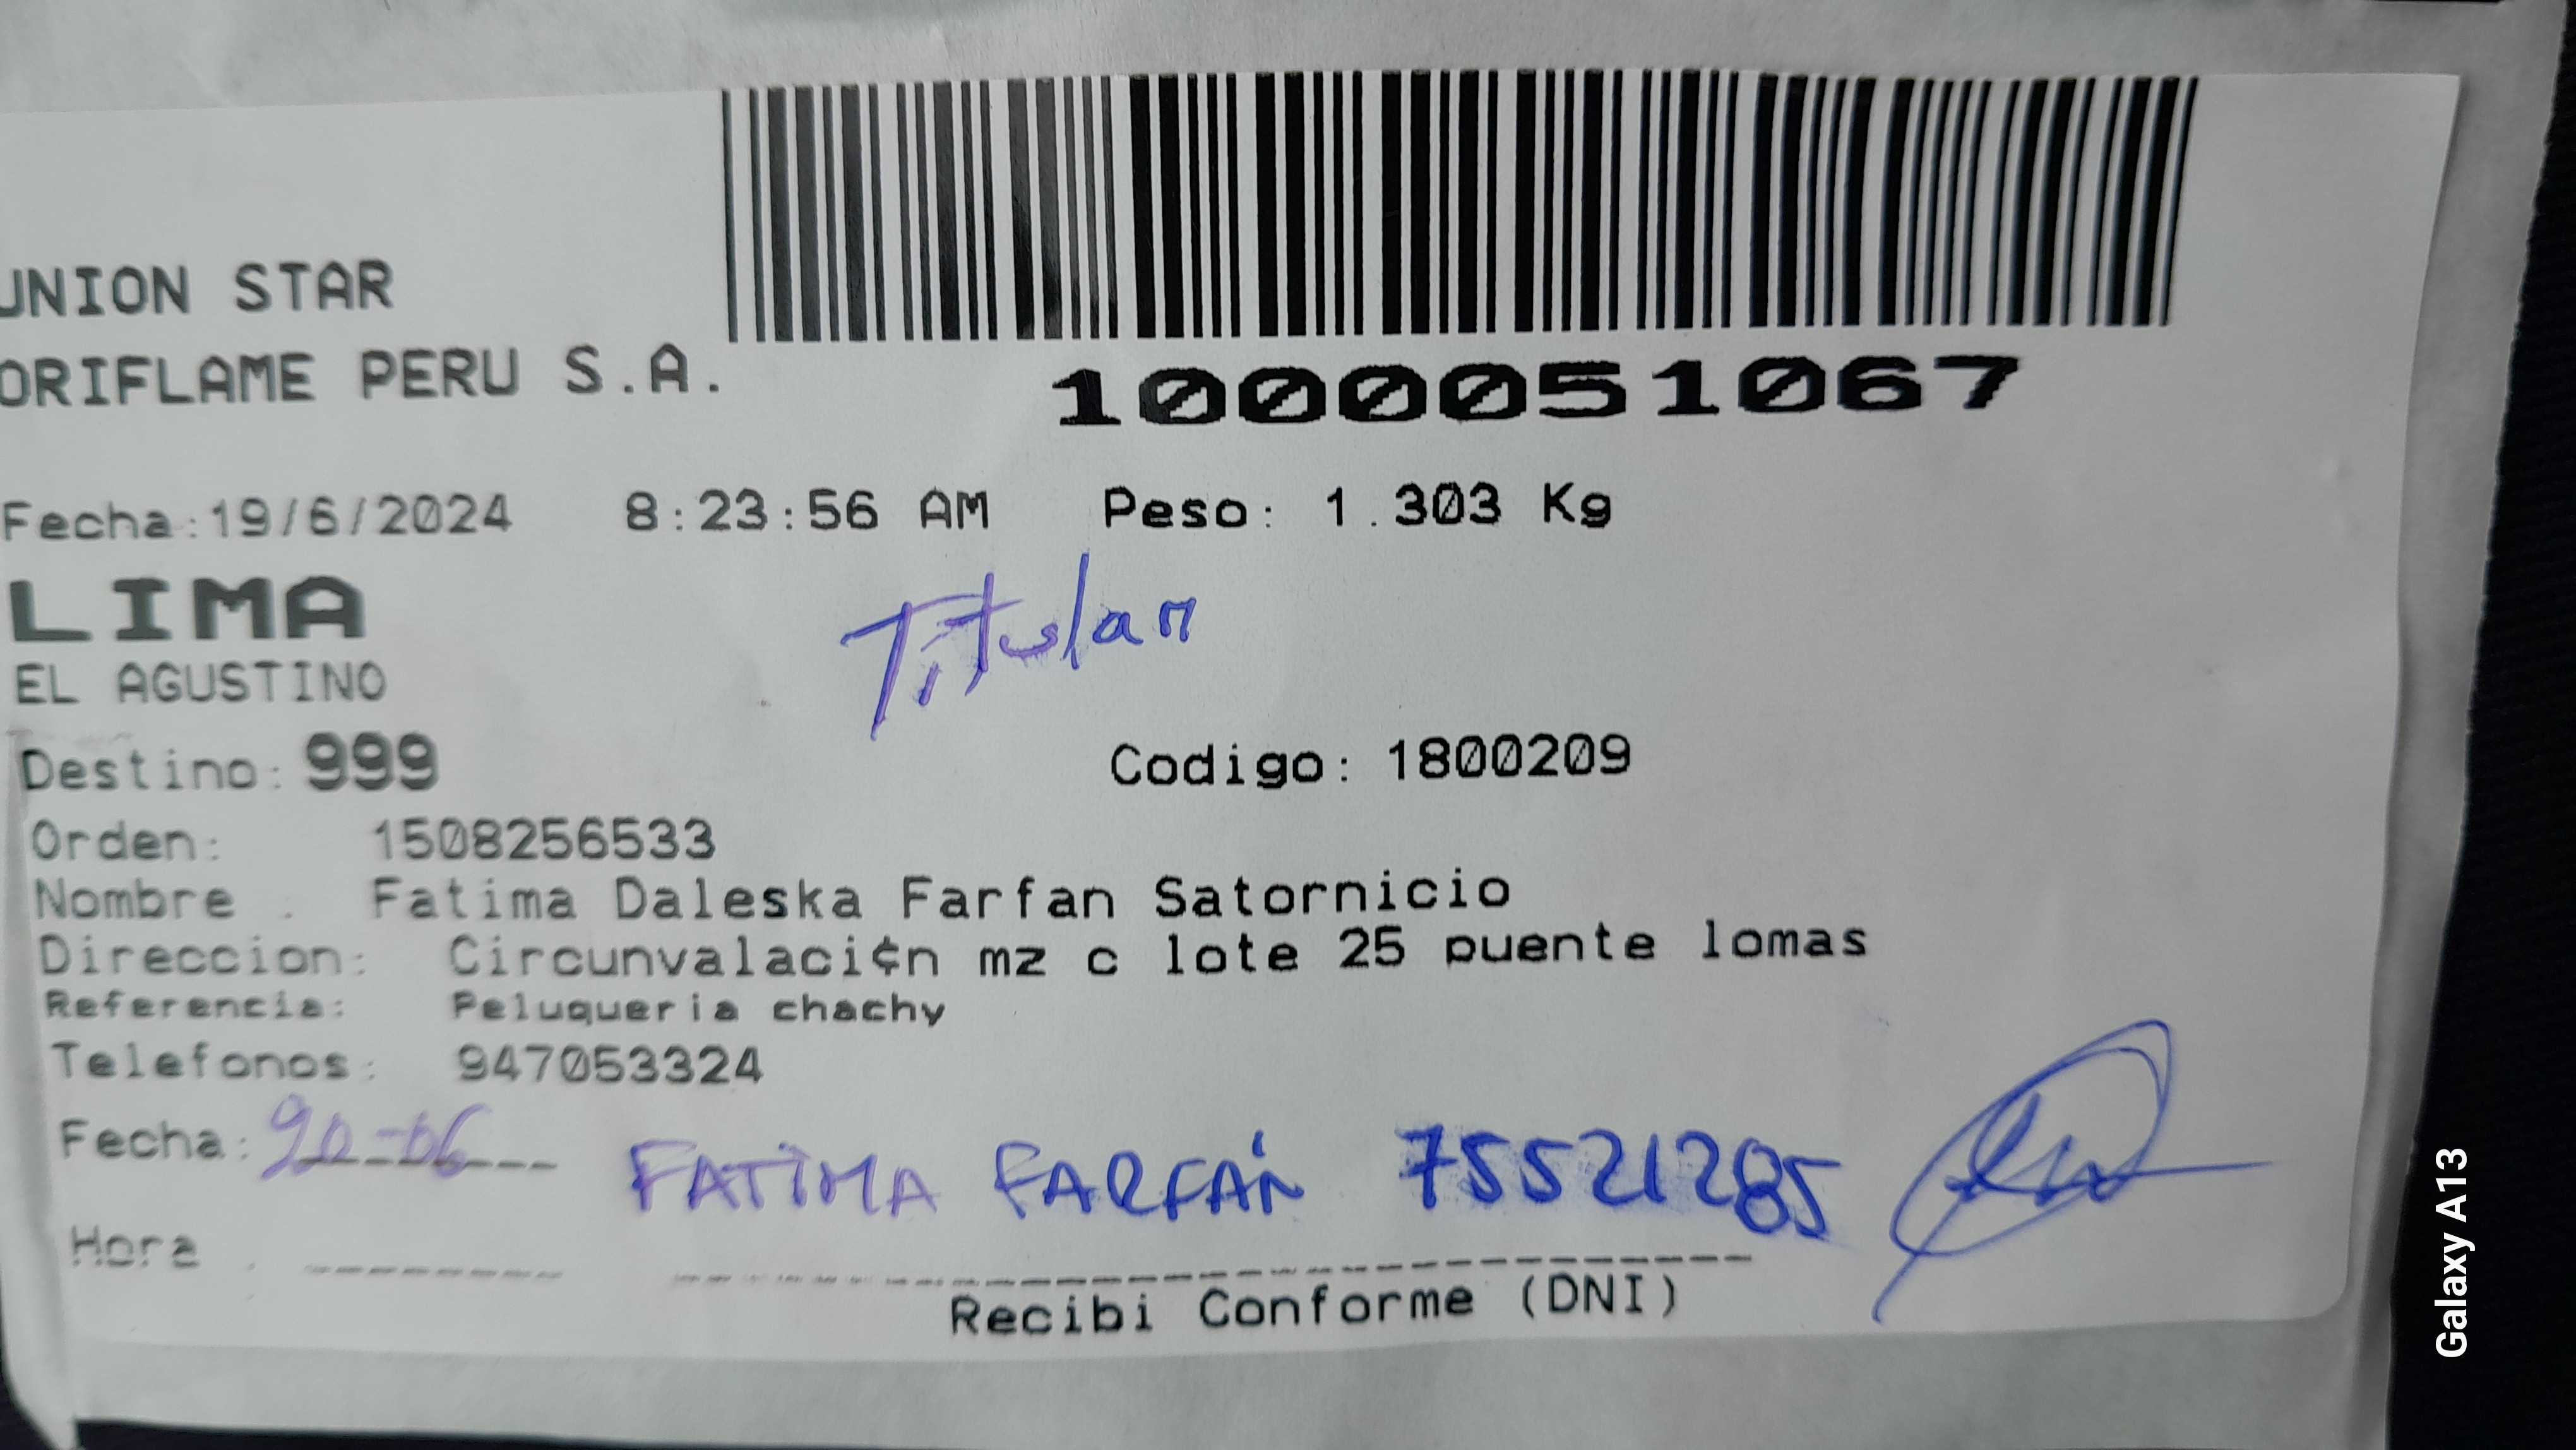 UNION STAR
ORIFLAME PERU S.A.
1000051067
Fecha:19/6/2024 8:23:56 AM Peso: 1.303 Kg
LIMA
Titular
EL AGUSTINO
Destino: 999 Codigo: 1800209
Orden: 1508256533
Nombre : Fatima Daleska Farfan Satornicio
Direccion: Circunvalaci¢n mz c lote 25 puente lomas
Referencia: Peluqueria chachy
Telefonos: 947053324
Fecha: 20-06 FATIMA FARFÁN 75521285
Hora :
Recibi Conforme (DNI)
Galaxy A13